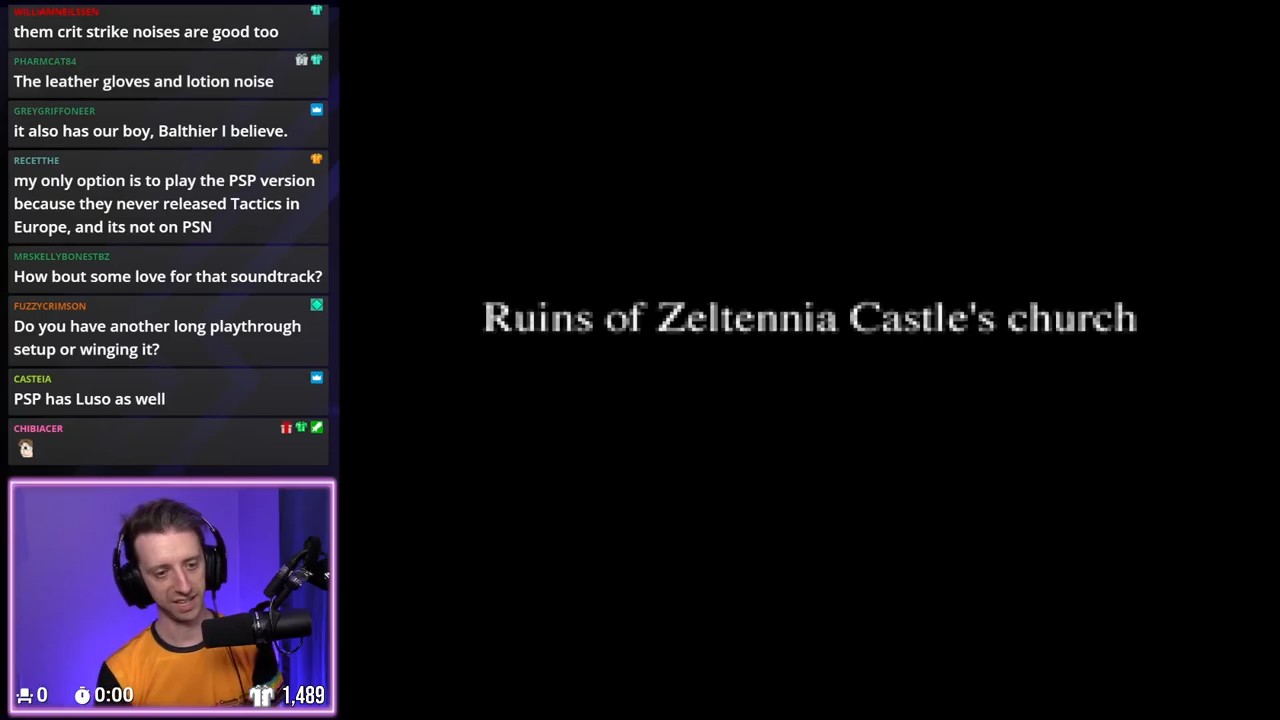 WILLIAMNEILSSEN
them crit strike noises are good too
PHARMCAT84
The leather gloves and lotion noise
GREYGRIFFONEER
it also has our boy, Balthier I believe.
RECETTHE
my only option is to play the PSP version
because they never released Tactics in
Europe, and its not on PSN
MRSKELLYBONESTBZ
How bout some love for that soundtrack?
FUZZYCRIMSON
Do you have another long playthrough
setup or winging it?
CASTEIA
PSP has Luso as well
CHIBIACER
Ruins of Zeltennia Castle's church
0
0:00
1,489